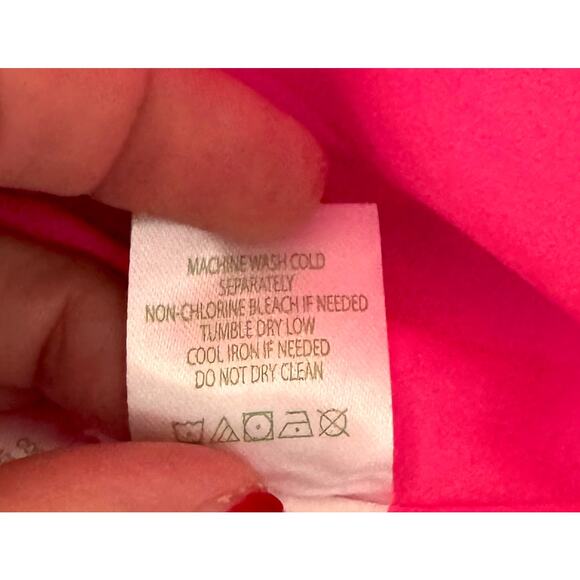 MACHINE WASH COLD
SEPARATELY
NON-CHLORINE BLEACH IF NEEDED
TUMBLE DRY LOW
COOL IRON IF NEEDED
DO NOT DRY CLEAN